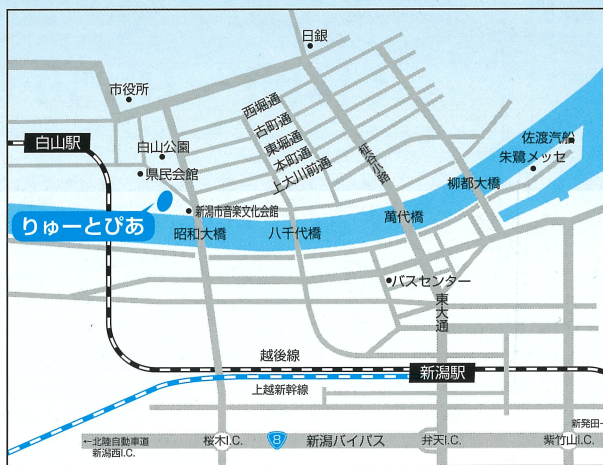 日銀
市役所
西堀通
古町通
東堀通
本町通
上大川前通
白山駅
白山公園
県民会館
佐渡汽船
朱鷺メッセ
柳都大橋
りゅーとぴあ
新潟市音楽文化会館
昭和大橋
八千代橋
萬代橋
バスセンター
東大通
越後線
新潟駅
上越新幹線
新発田→
←北陸自動車道
新潟西I.C.
桜木I.C.
8
新潟バイパス
弁天I.C.
紫竹山I.C.